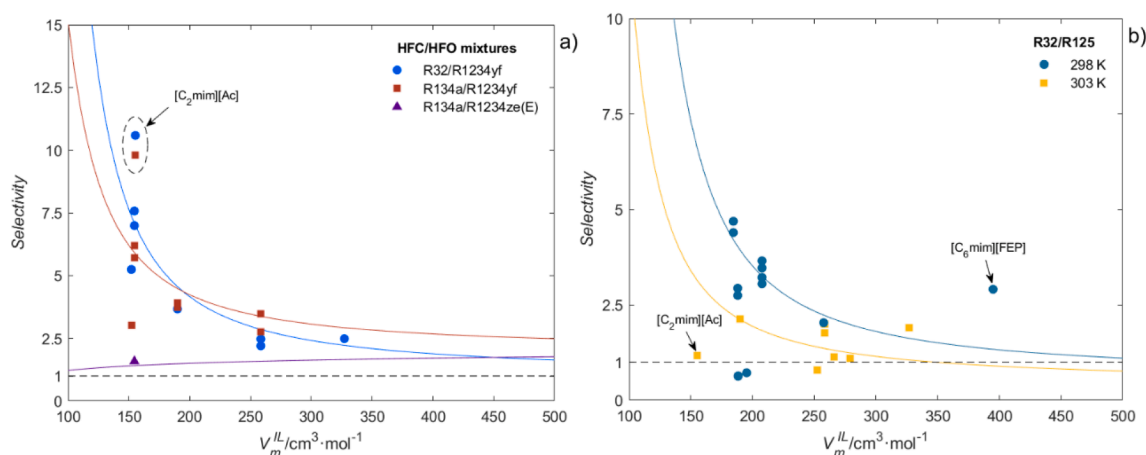 a)
HFC/HFO mixtures
R32/R1234yf
R134a/R1234yf
R134a/R1234ze(E)
[C₂mim][Ac]
Selectivity
15
12.5
10
7.5
5
2.5
1
0
100 150 200 250 300 350 400 450 500
V_m^IL/cm³·mol⁻¹
b)
R32/R125
298 K
303 K
[C₆mim][FEP]
[C₂mim][Ac]
Selectivity
10
7.5
5
2.5
1
0
100 150 200 250 300 350 400 450 500
V_m^IL/cm³·mol⁻¹